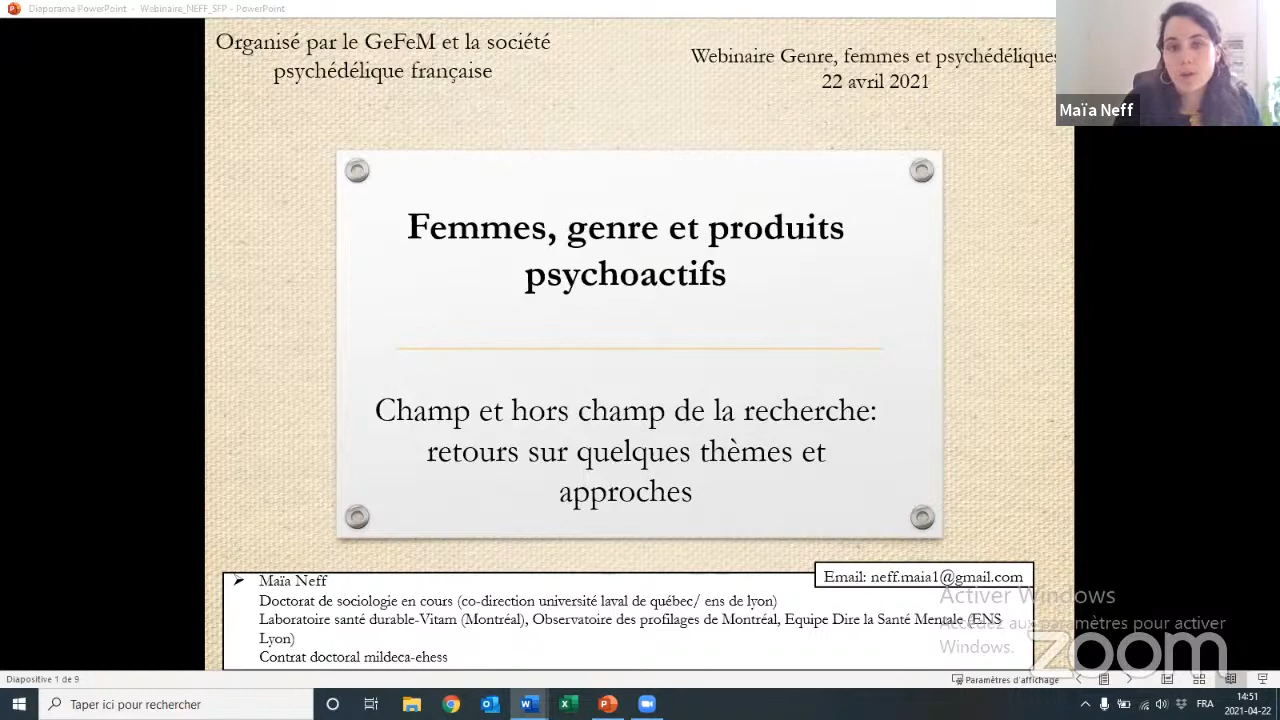 Diaporama PowerPoint - Webinaire_NEFF_SFP - PowerPoint
Organisé par le GeFeM et la société
psychédélique française
Webinaire Genre, femmes et psychédéliques
22 avril 2021
Maïa Neff
Femmes, genre et produits
psychoactifs
Champ et hors champ de la recherche:
retours sur quelques thèmes et
approches
Email: neff.maia1@gmail.com
Maïa Neff
Doctorat de sociologie en cours (co-direction université laval de québec/ ens de lyon)
Laboratoire santé durable-Vitam (Montréal), Observatoire des profilages de Montréal, Equipe Dire la Santé Mentale (ENS
Lyon)
Contrat doctoral mildeca-ehess
Activer Windows
Accédez aux paramètres pour activer
Windows.
zoom
Diapositive 1 de 9
Paramètres d'affichage
Taper ici pour rechercher
FRA
14:51
2021-04-22